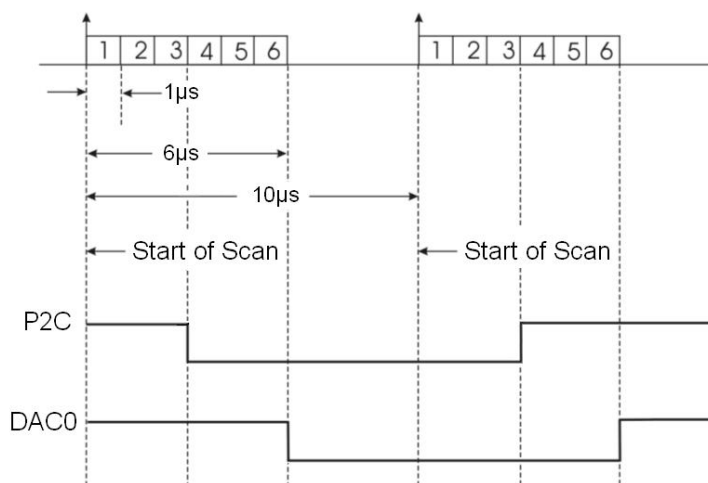 1 2 3 4 5 6 1 2 3 4 5 6
1µs
6µs
10µs
Start of Scan Start of Scan
P2C
DAC0